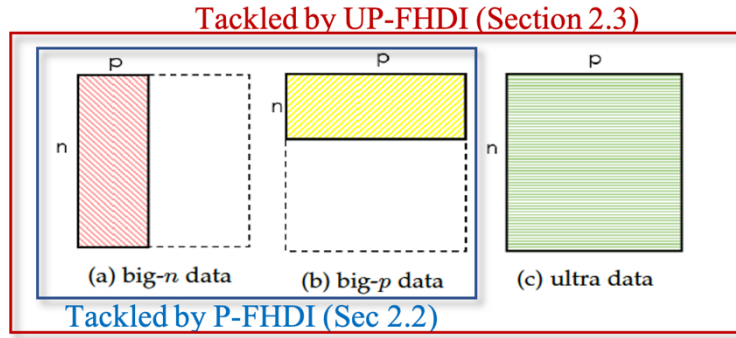 Tackled by UP-FHDI (Section 2.3)
p
p
p
n
n
n
(a) big-n data
(b) big-p data
(c) ultra data
Tackled by P-FHDI (Sec 2.2)